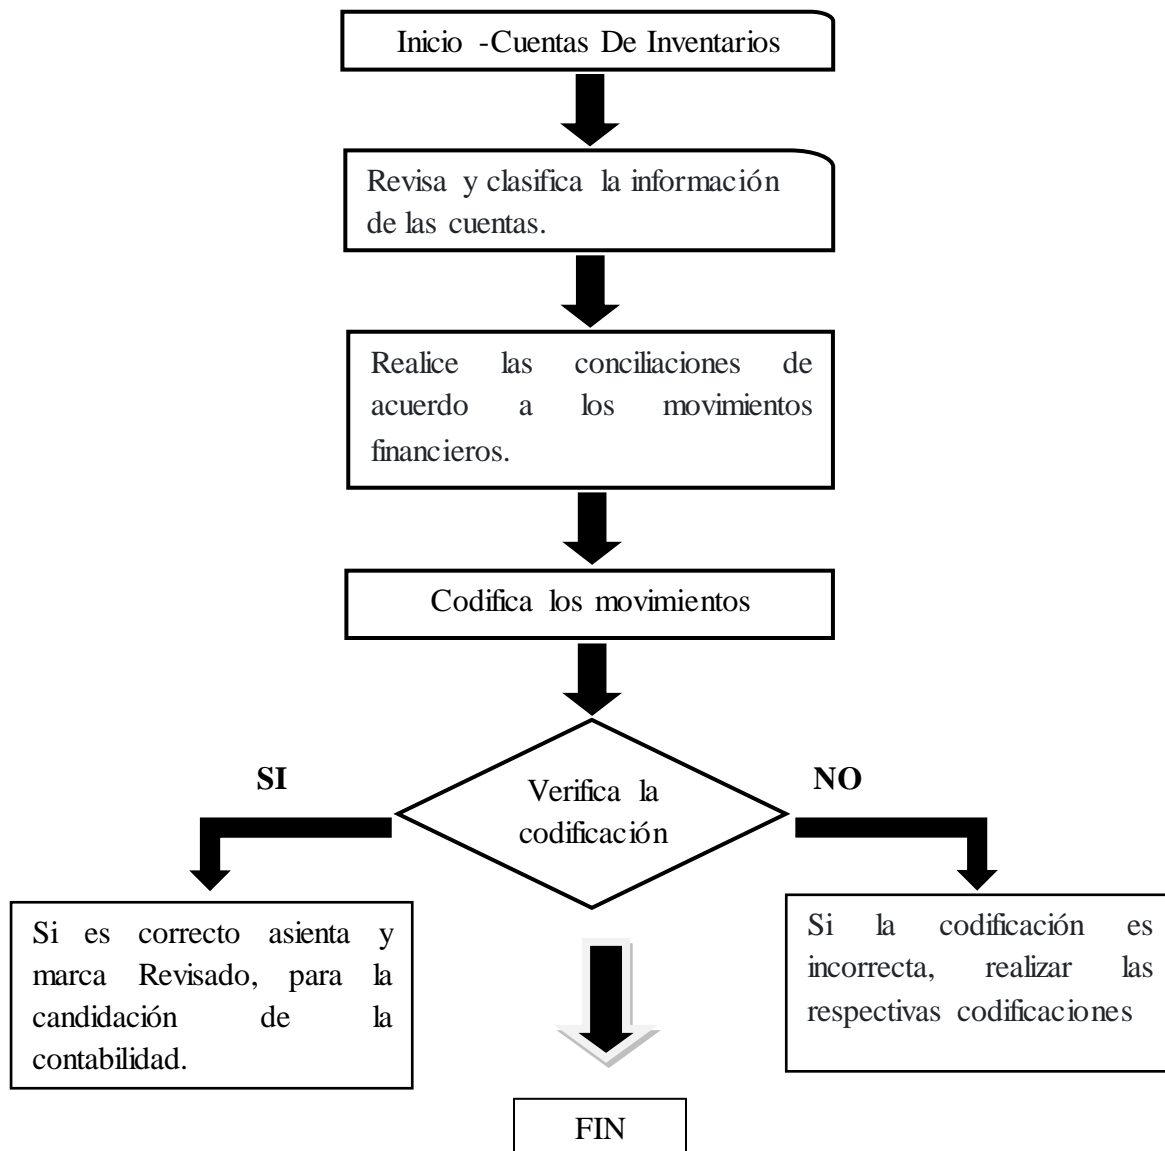 Inicio -Cuentas De Inventarios
Revisa y clasifica la información
de las cuentas.
Realice las conciliaciones de
acuerdo a los movimientos
financieros.
Codifica los movimientos
SI
NO
Verifica la
codificación
Si es correcto asienta y
marca Revisado, para la
candidación de la
contabilidad.
Si la codificación es
incorrecta, realizar las
respectivas codificaciones
FIN